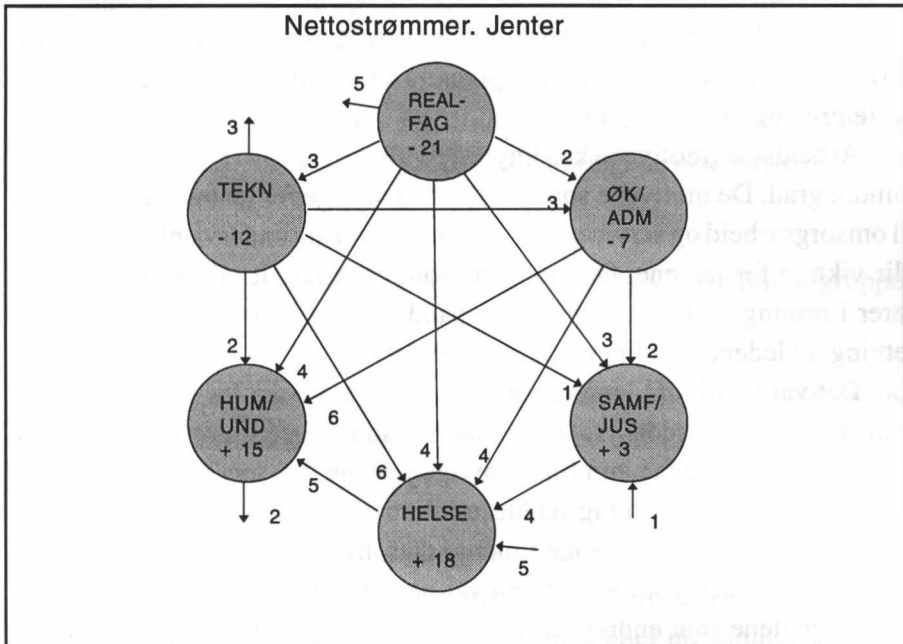 Nettostrømmer. Jenter
5
REAL-
FAG
- 21
3
3
2
TEKN
- 12
3
ØK/
ADM
- 7
2
4
3
2
HUM/
UND
+ 15
6
1
SAMF/
JUS
+ 3
4
4
6
5
2
HELSE
+ 18
4
1
5